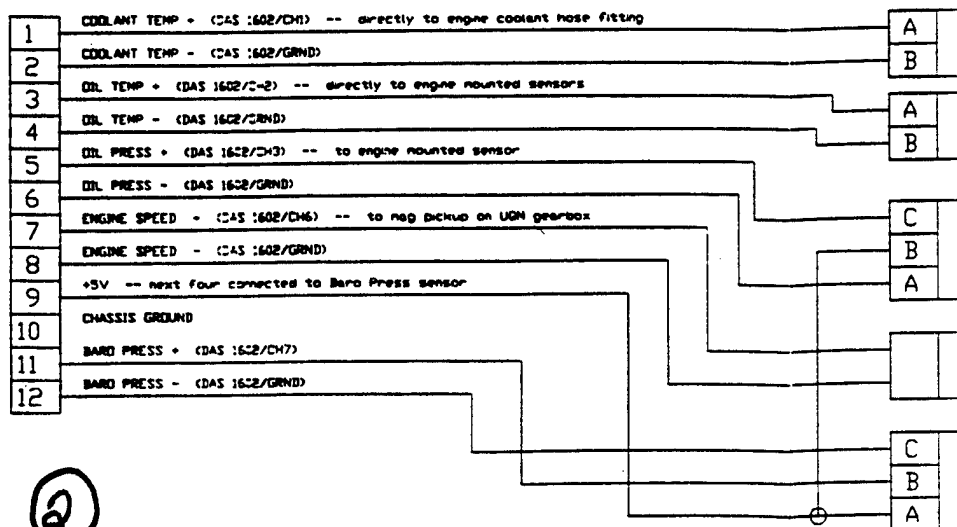 1 COOLANT TEMP + (DAS 1602/CH1) -- directly to engine coolant hose fitting A
2 COOLANT TEMP - (DAS 1602/GRND) B
3 OIL TEMP + (DAS 1602/CH2) -- directly to engine mounted sensors A
4 OIL TEMP - (DAS 1602/GRND) B
5 OIL PRESS + (DAS 1602/CH3) -- to engine mounted sensor
6 OIL PRESS - (DAS 1602/GRND)
7 ENGINE SPEED + (DAS 1602/CH6) -- to mag pickup on UGN gearbox
8 ENGINE SPEED - (DAS 1602/GRND)
9 +5V -- next four connected to Baro Press sensor
10 CHASSIS GROUND
11 BARO PRESS + (DAS 1602/CH7)
12 BARO PRESS - (DAS 1602/GRND)
C
B
A
C
B
A
2